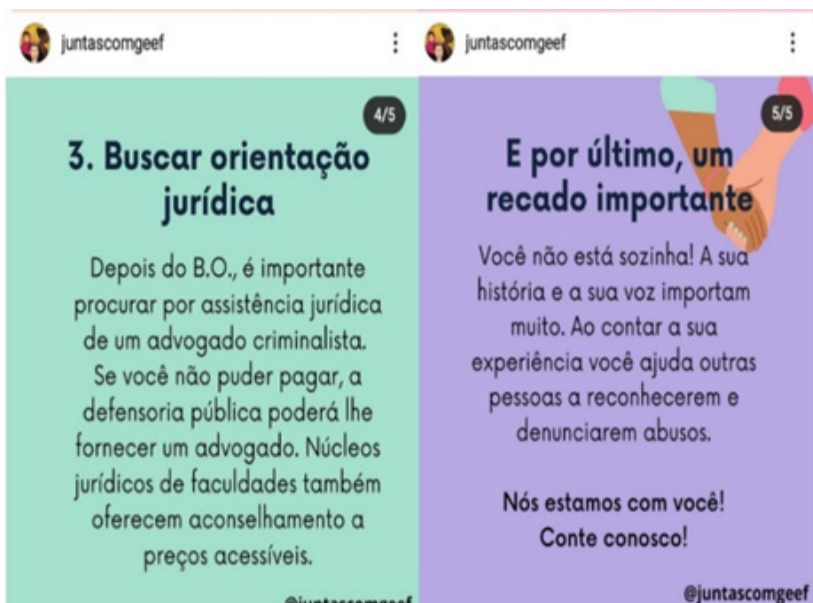 juntascomgeef
4/5
3. Buscar orientação
jurídica
Depois do B.O., é importante
procurar por assistência jurídica
de um advogado criminalista.
Se você não puder pagar, a
defensoria pública poderá lhe
fornecer um advogado. Núcleos
jurídicos de faculdades também
oferecem aconselhamento a
preços acessíveis.
@juntascomgeef
juntascomgeef
5/5
E por último, um
recado importante
Você não está sozinha! A sua
história e a sua voz importam
muito. Ao contar a sua
experiência você ajuda outras
pessoas a reconhecerem e
denunciarem abusos.
Nós estamos com você!
Conte conosco!
@juntascomgeef